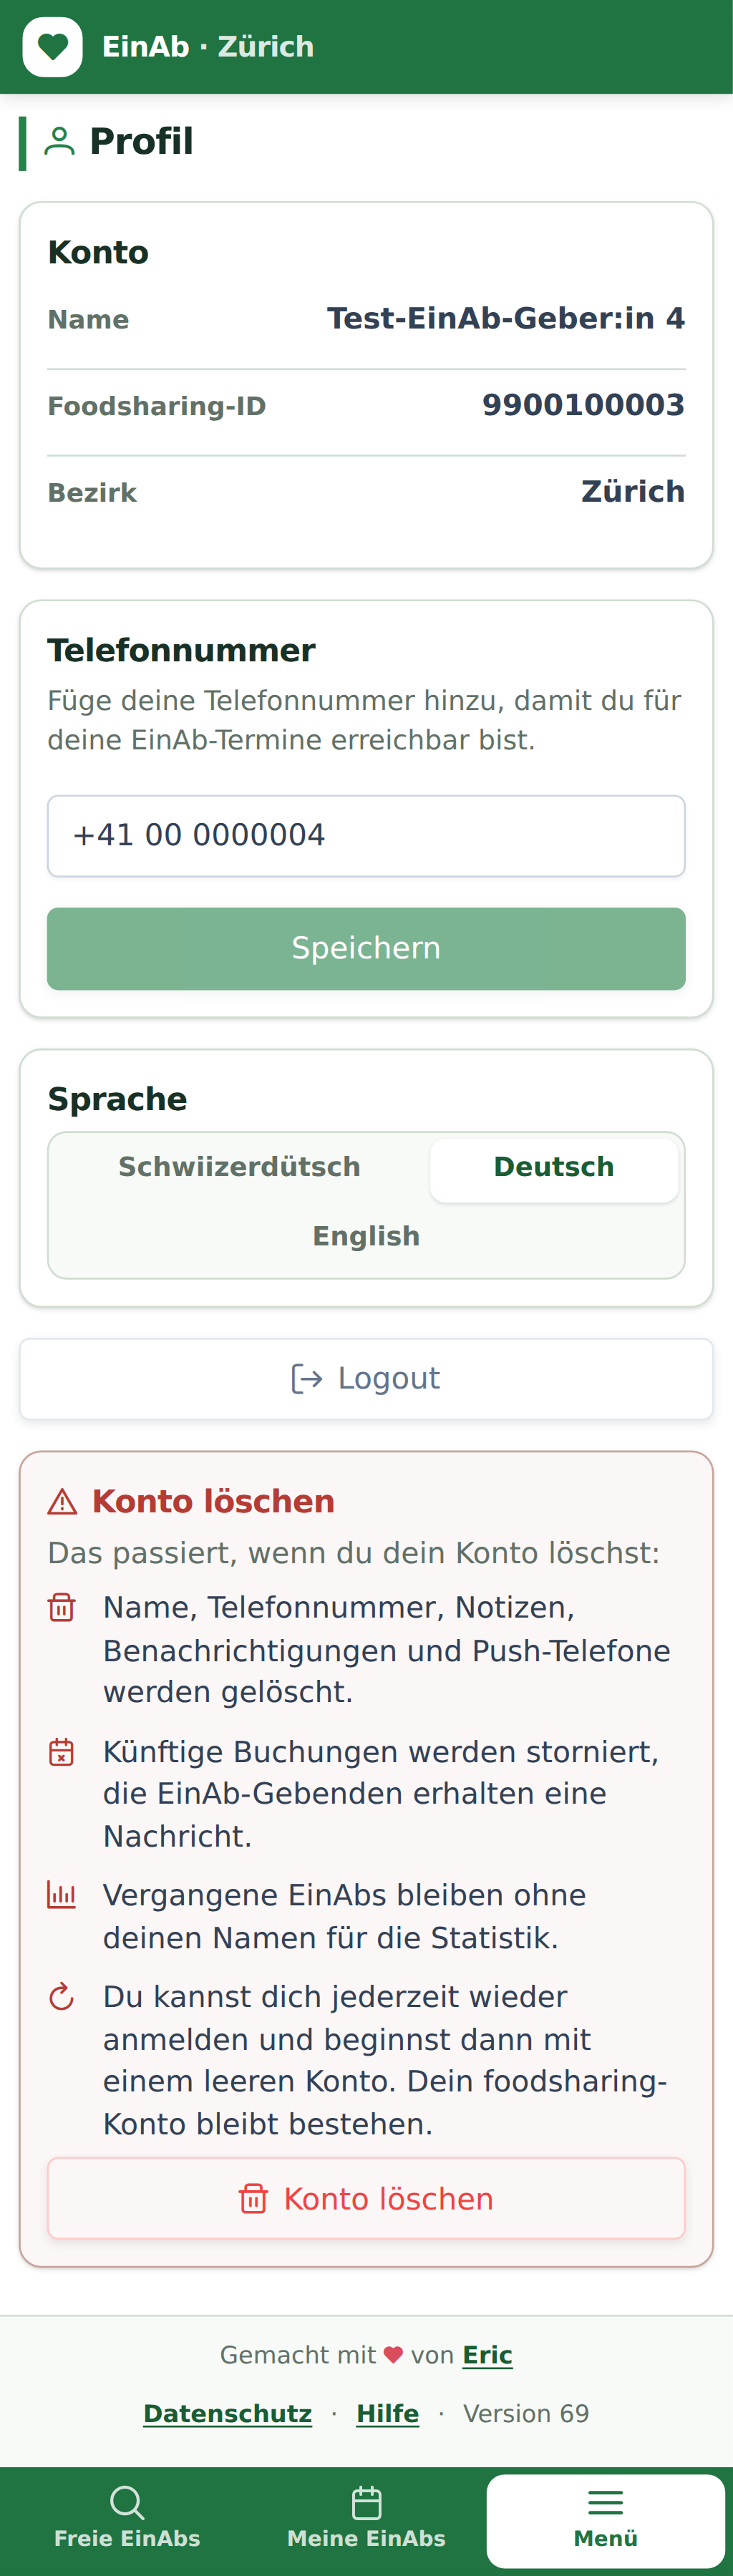 EinAb · Zürich
Profil
Konto
Name Test-EinAb-Geber:in 4
Foodsharing-ID 9900100003
Bezirk Zürich
Telefonnummer
Füge deine Telefonnummer hinzu, damit du für
deine EinAb-Termine erreichbar bist.
+41 00 0000004
Speichern
Sprache
Schwiizerdütsch Deutsch
English
Logout
Konto löschen
Das passiert, wenn du dein Konto löschst:
Name, Telefonnummer, Notizen,
Benachrichtigungen und Push-Telefone
werden gelöscht.
Künftige Buchungen werden storniert,
die EinAb-Gebenden erhalten eine
Nachricht.
Vergangene EinAbs bleiben ohne
deinen Namen für die Statistik.
Du kannst dich jederzeit wieder
anmelden und beginnst dann mit
einem leeren Konto. Dein foodsharing-
Konto bleibt bestehen.
Konto löschen
Gemacht mit ♥ von Eric
Datenschutz · Hilfe · Version 69
Freie EinAbs Meine EinAbs Menü